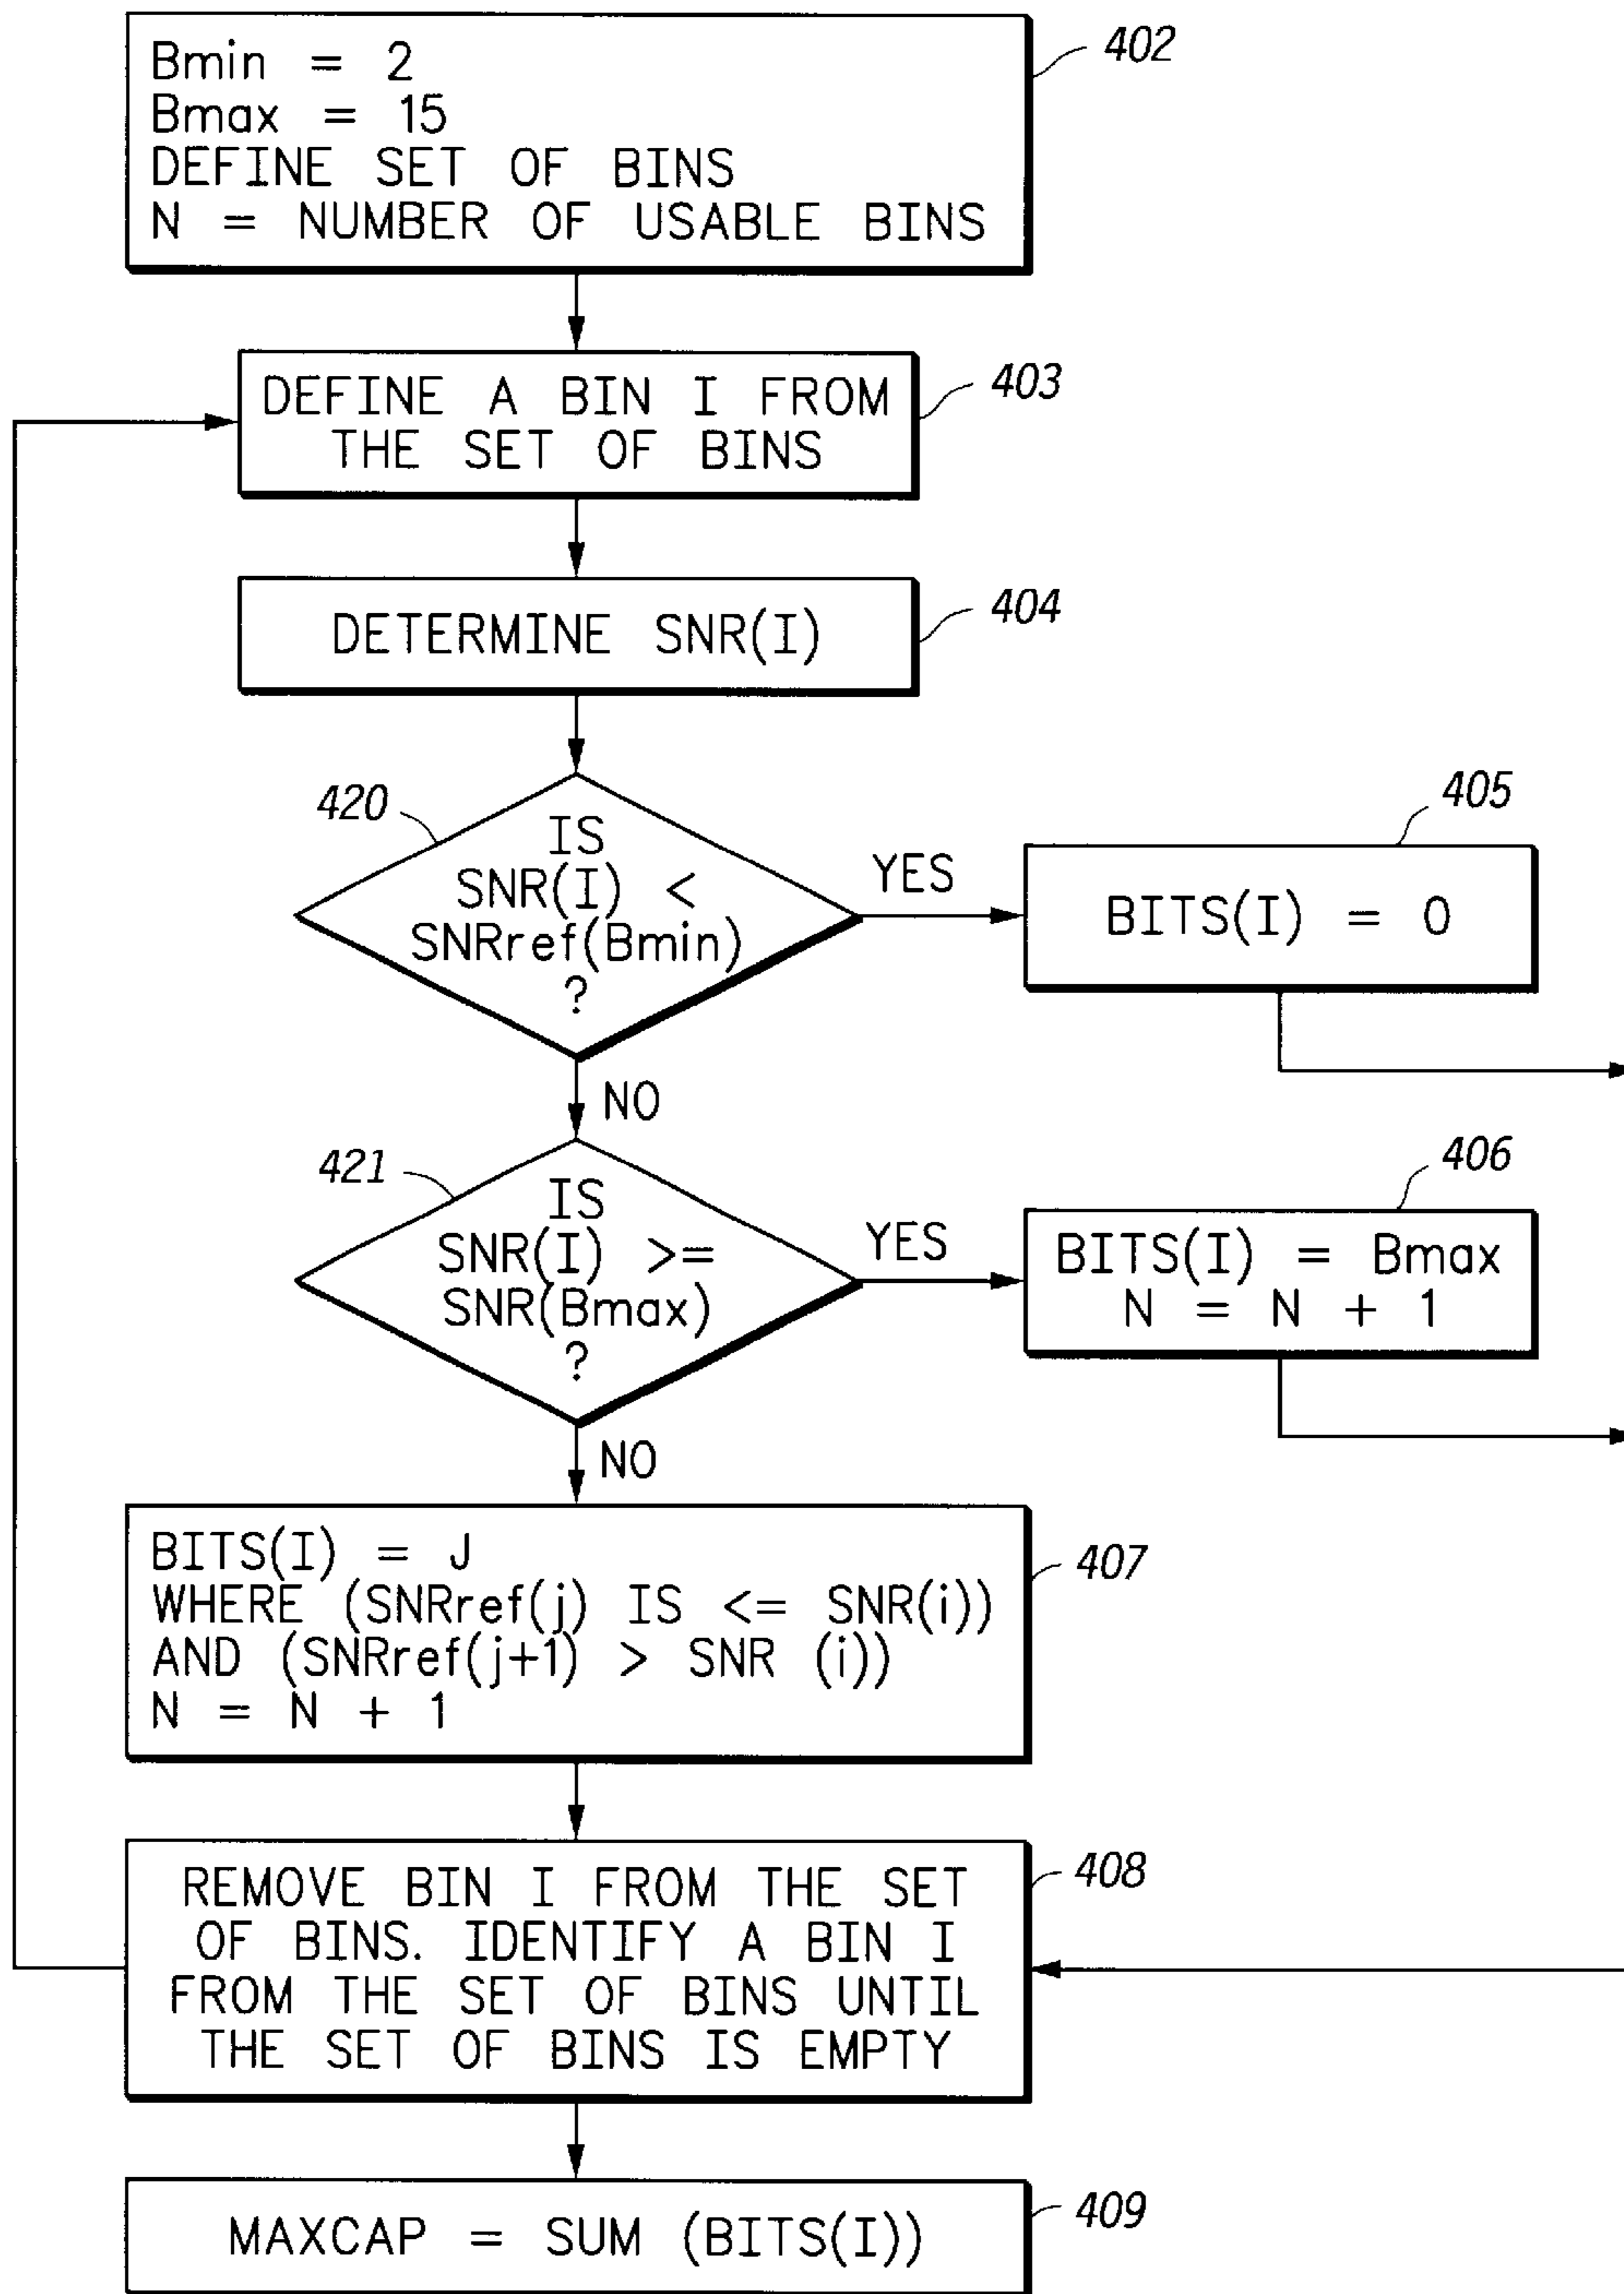 402
Bmin = 2
Bmax = 15
DEFINE SET OF BINS
N = NUMBER OF USABLE BINS
403
DEFINE A BIN I FROM
THE SET OF BINS
404
DETERMINE SNR(I)
420
IS
SNR(I) <
SNRref(Bmin)
?
YES
405
BITS(I) = 0
NO
421
IS
SNR(I) >=
SNR(Bmax)
?
YES
406
BITS(I) = Bmax
N = N + 1
NO
407
BITS(I) = J
WHERE (SNRref(j) IS <= SNR(i))
AND (SNRref(j+1) > SNR (i))
N = N + 1
408
REMOVE BIN I FROM THE SET
OF BINS. IDENTIFY A BIN I
FROM THE SET OF BINS UNTIL
THE SET OF BINS IS EMPTY
409
MAXCAP = SUM (BITS(I))